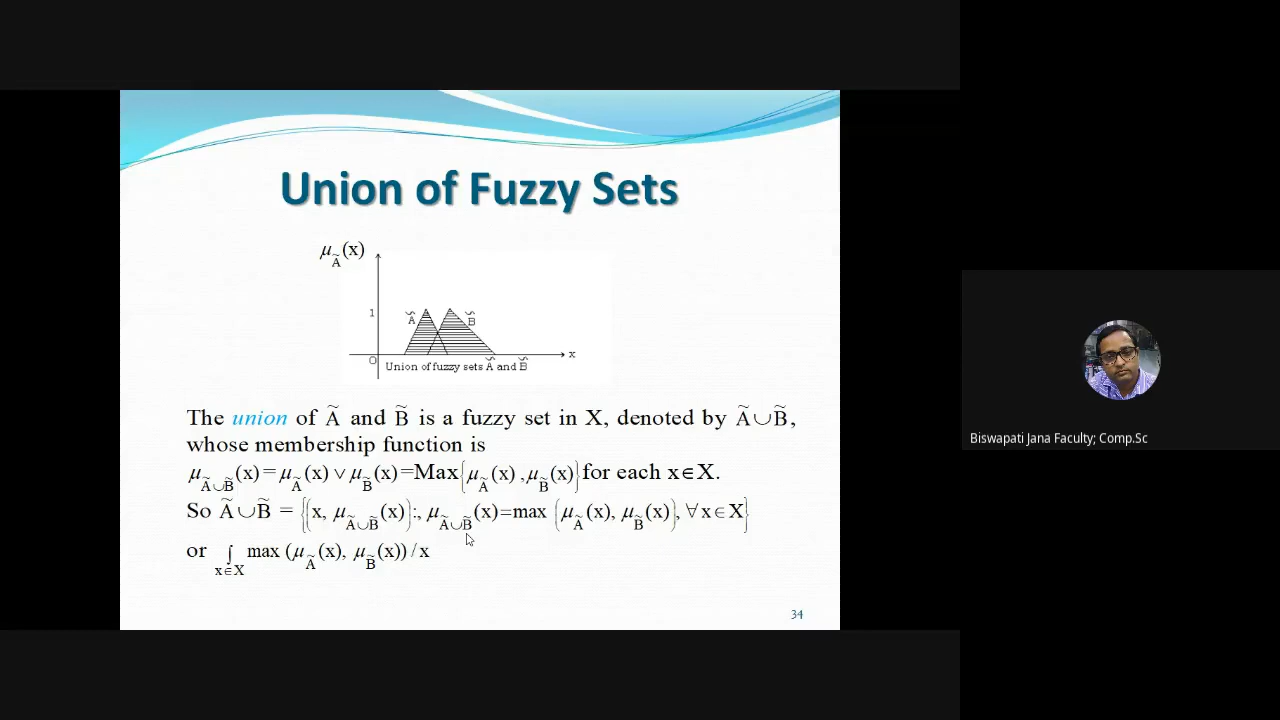 Union of Fuzzy Sets
μ_Ã(x)
1
Ã
B̃
O
x
Union of fuzzy sets Ã and B̃
The union of Ã and B̃ is a fuzzy set in X, denoted by Ã∪B̃,
whose membership function is
μ_Ã∪B̃(x)=μ_Ã(x)∨μ_B̃(x)=Max{μ_Ã(x),μ_B̃(x)}for each x∈X.
So Ã∪B̃ = {(x, μ_Ã∪B̃(x)):, μ_Ã∪B̃(x)=max (μ_Ã(x), μ_B̃(x)), ∀x∈X}
or ∫_x∈X max (μ_Ã(x), μ_B̃(x))/x
34
Biswapati Jana Faculty; Comp.Sc